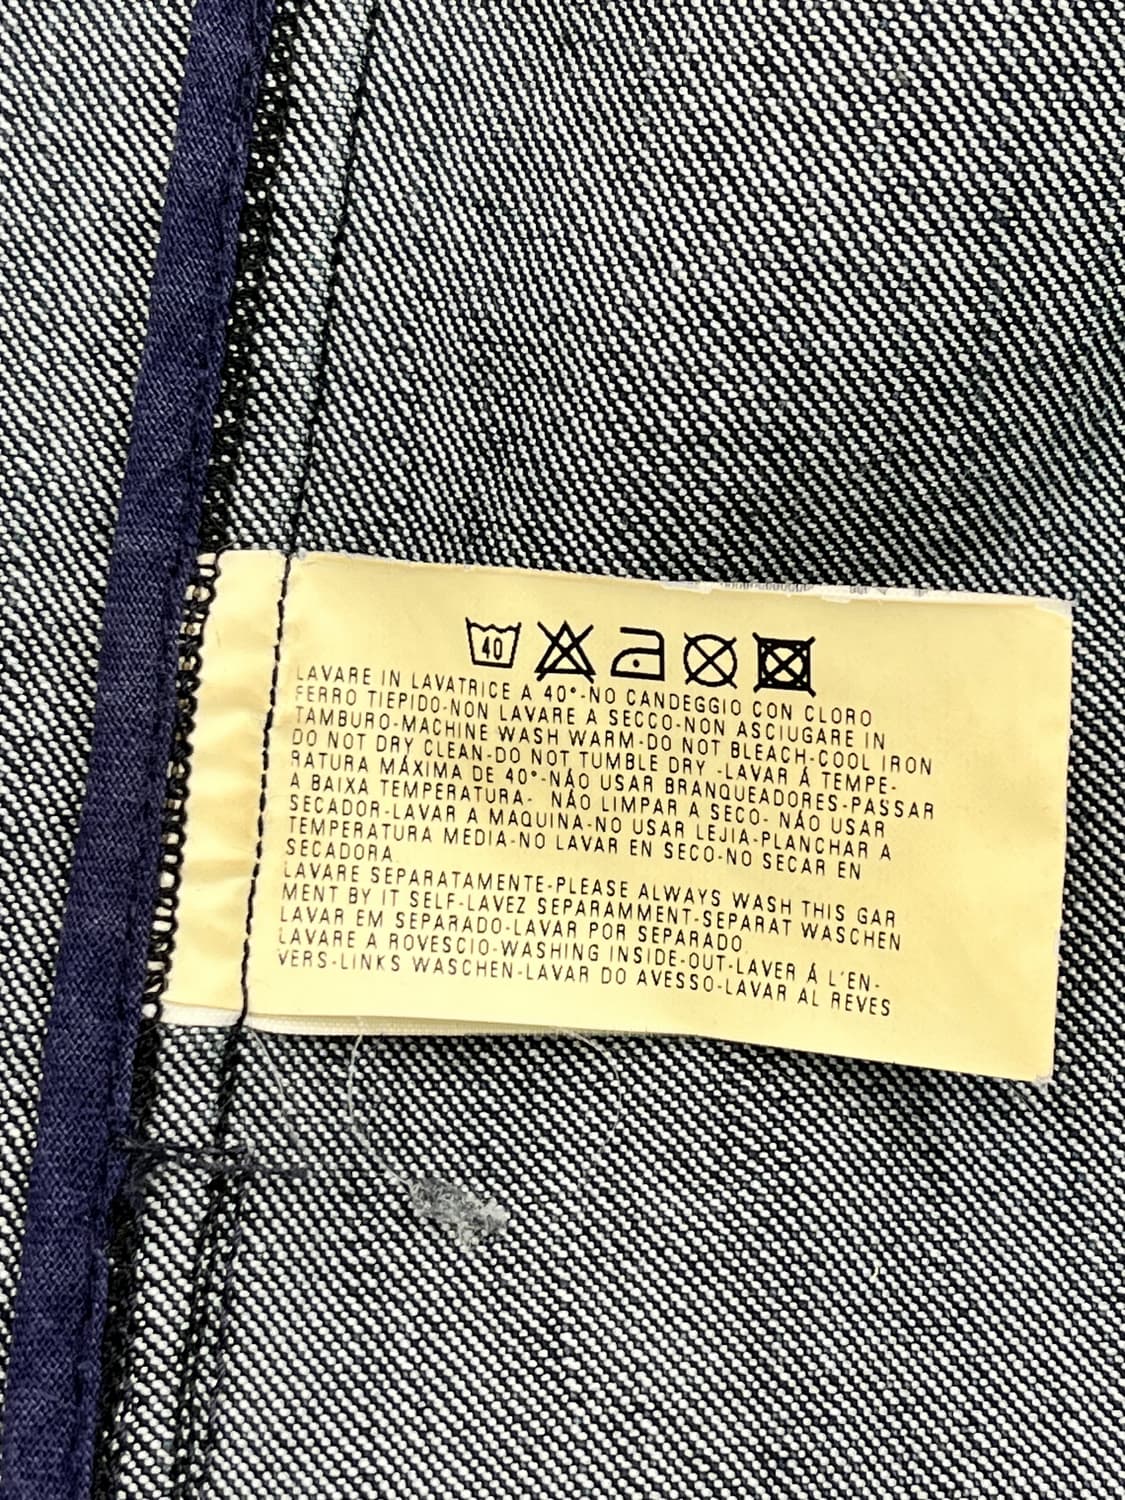 40
LAVARE IN LAVATRICE A 40°-NO CANDEGGIO CON CLORO
FERRO TIEPIDO-NON LAVARE A SECCO-NON ASCIUGARE IN
TAMBURO-MACHINE WASH WARM-DO NOT BLEACH-COOL IRON
DO NOT DRY CLEAN-DO NOT TUMBLE DRY -LAVAR Á TEMPE-
RATURA MÁXIMA DE 40°-NÃO USAR BRANQUEADORES-PASSAR
A BAIXA TEMPERATURA- NÃO LIMPAR A SECO- NÃO USAR
SECADOR-LAVAR A MAQUINA-NO USAR LEJIA-PLANCHAR A
TEMPERATURA MEDIA-NO LAVAR EN SECO-NO SECAR EN
SECADORA
LAVARE SEPARATAMENTE-PLEASE ALWAYS WASH THIS GAR
MENT BY IT SELF-LAVEZ SEPARAMMENT-SEPARAT WASCHEN
LAVAR EM SEPARADO-LAVAR POR SEPARADO.
LAVARE A ROVESCIO-WASHING INSIDE-OUT-LAVER Á L'EN-
VERS-LINKS WASCHEN-LAVAR DO AVESSO-LAVAR AL REVES